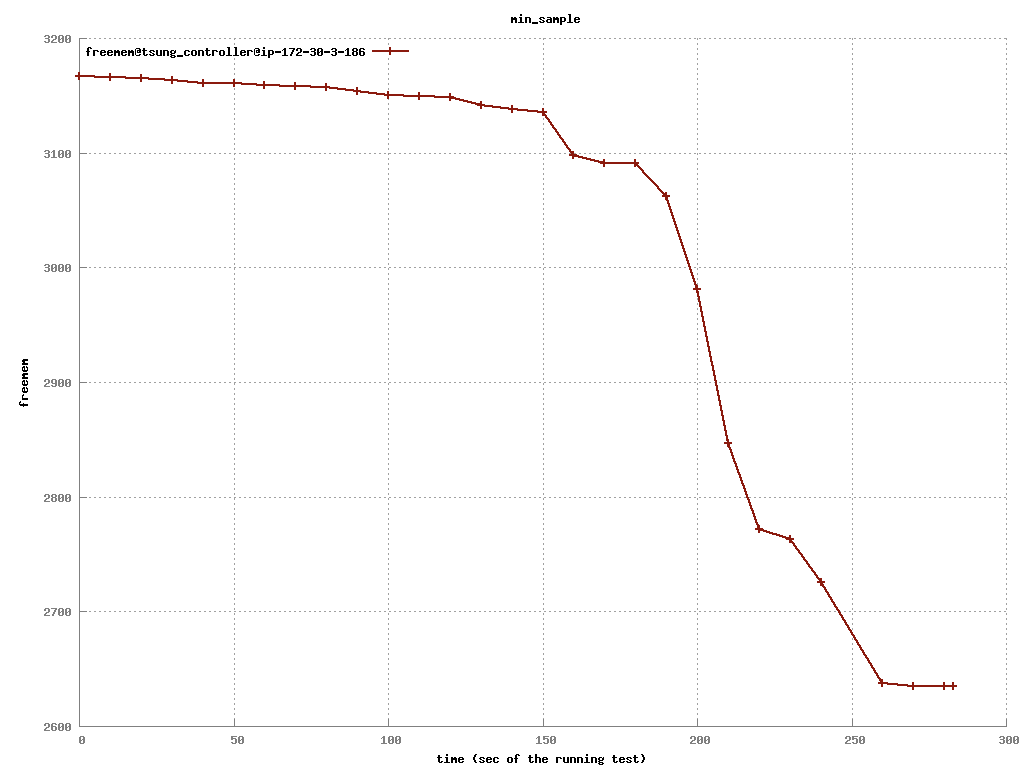 min_sample
freemem@tsung_controller@ip-172-30-3-186
3200
3100
3000
2900
2800
2700
2600
freemem
0 50 100 150 200 250 300
time (sec of the running test)